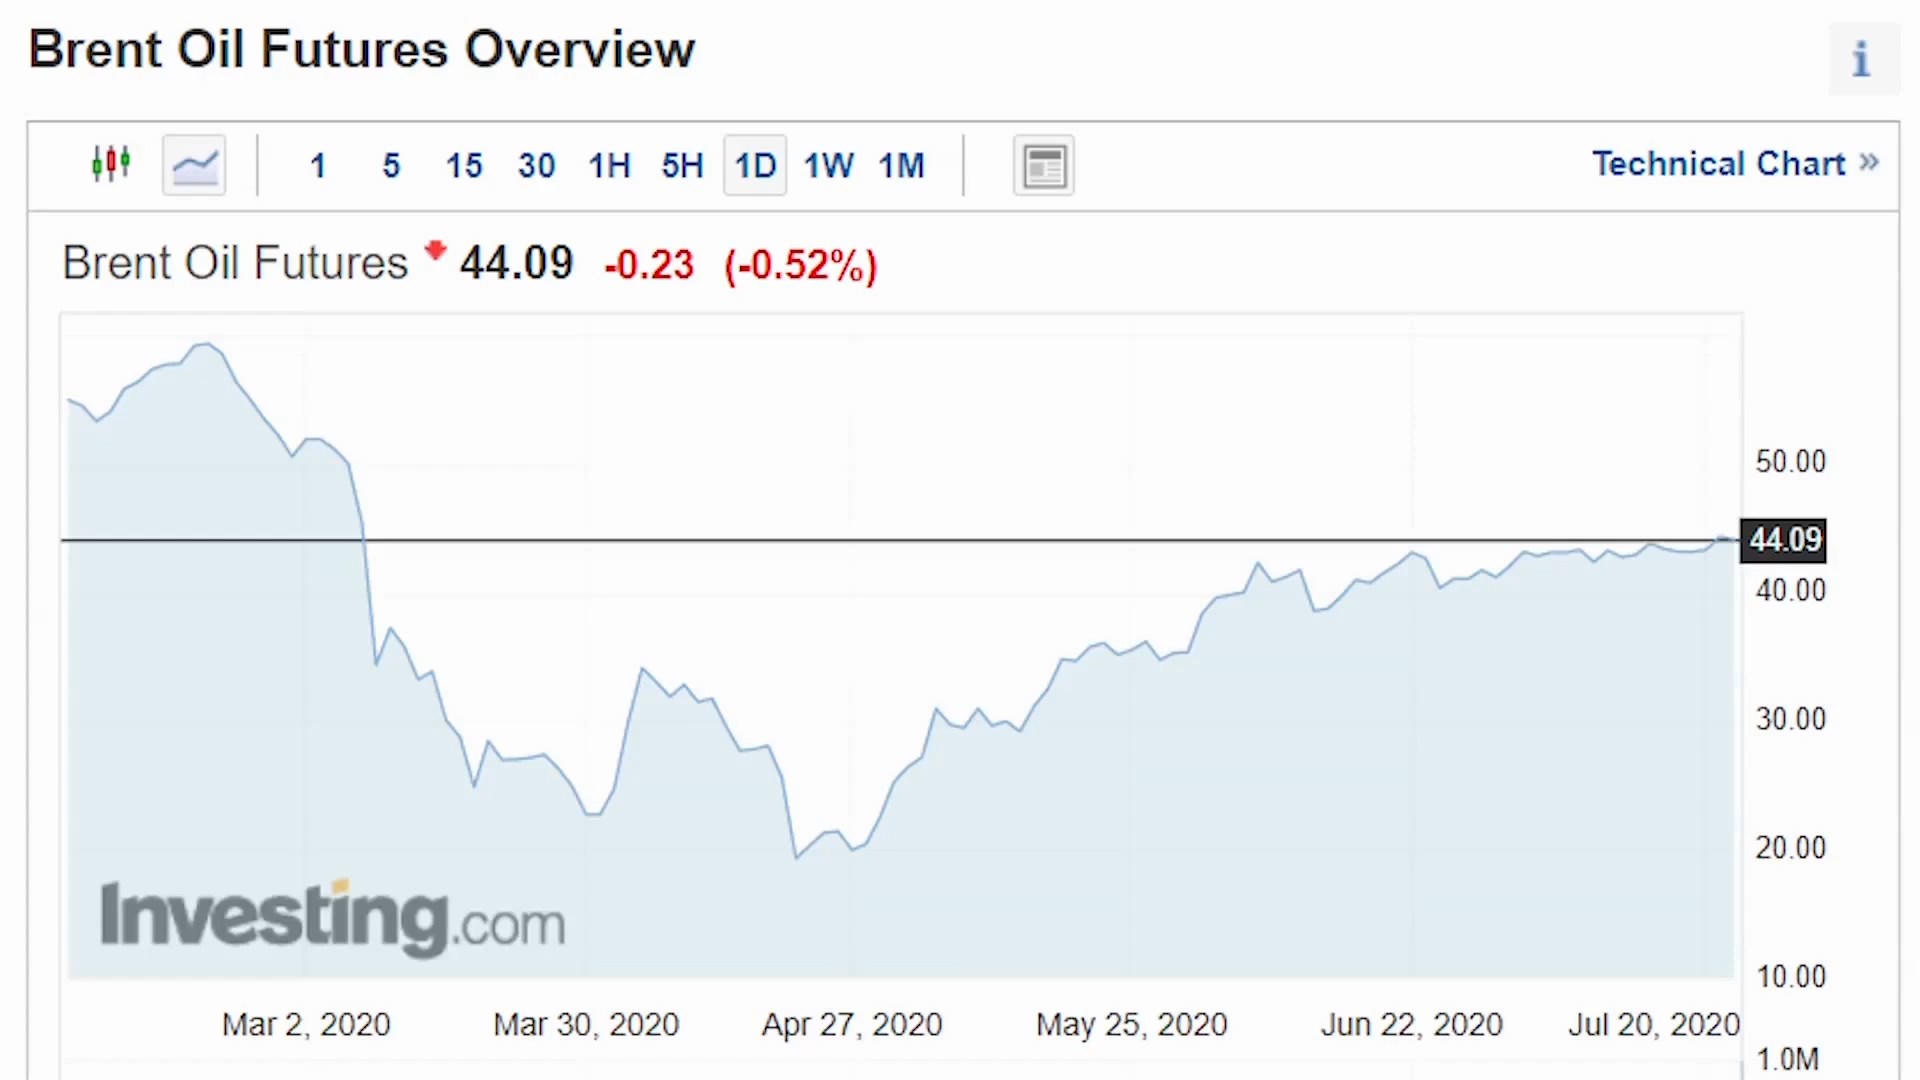 Brent Oil Futures Overview
i
1 5 15 30 1H 5H 1D 1W 1M
Technical Chart »
Brent Oil Futures 44.09 -0.23 (-0.52%)
50.00
44.09
40.00
30.00
20.00
10.00
Investing.com
Mar 2, 2020 Mar 30, 2020 Apr 27, 2020 May 25, 2020 Jun 22, 2020 Jul 20, 2020
1.0M